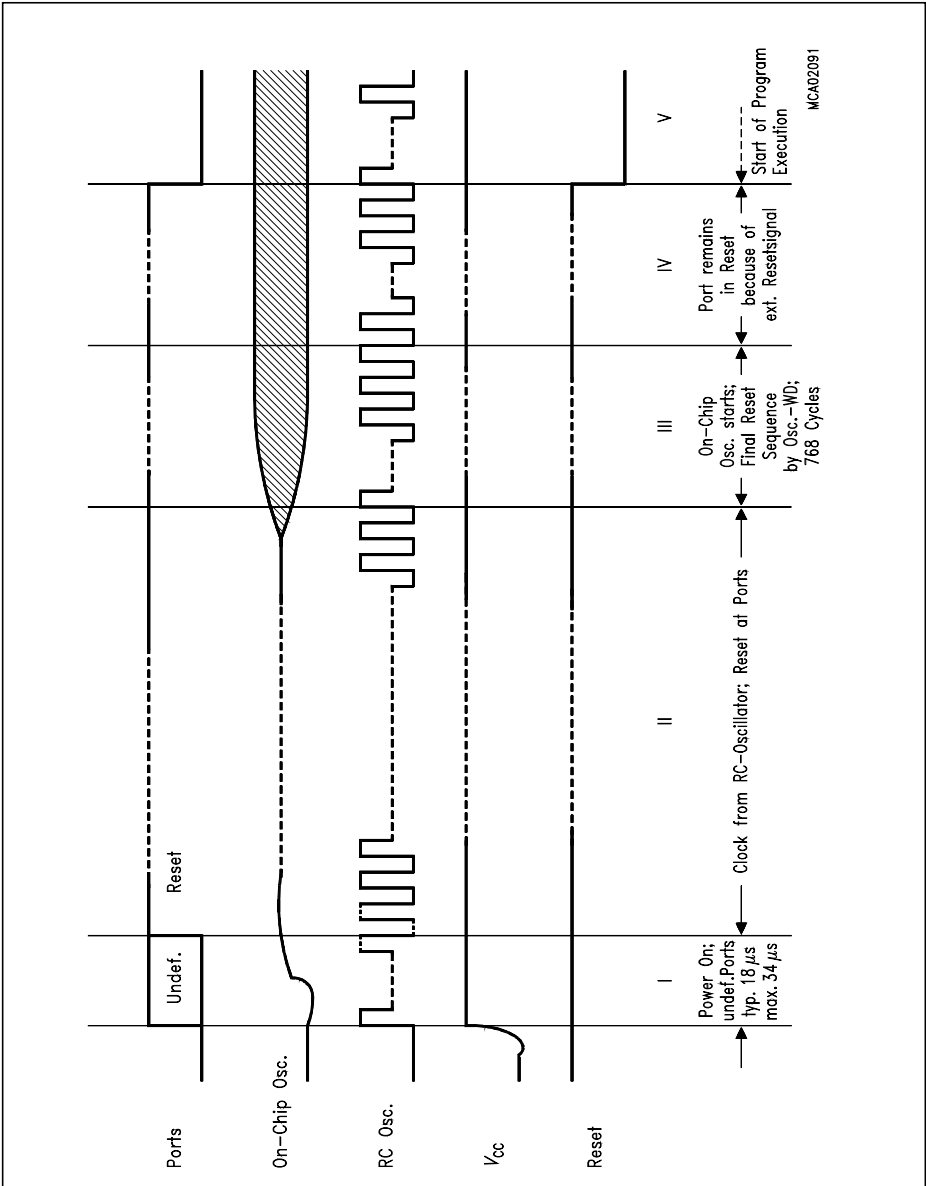 Ports
Undef.
Reset
On-Chip Osc.
RC Osc.
VCC
Reset
I
II
III
IV
V
Power On;
undef.Ports
typ. 18 μs
max. 34 μs
Clock from RC-Oscillator; Reset at Ports
On-Chip
Osc. starts;
Final Reset
Sequence
by Osc.-WD;
768 Cycles
Port remains
in Reset
because of
ext. Resetsignal
Start of Program
Execution
MCA02091